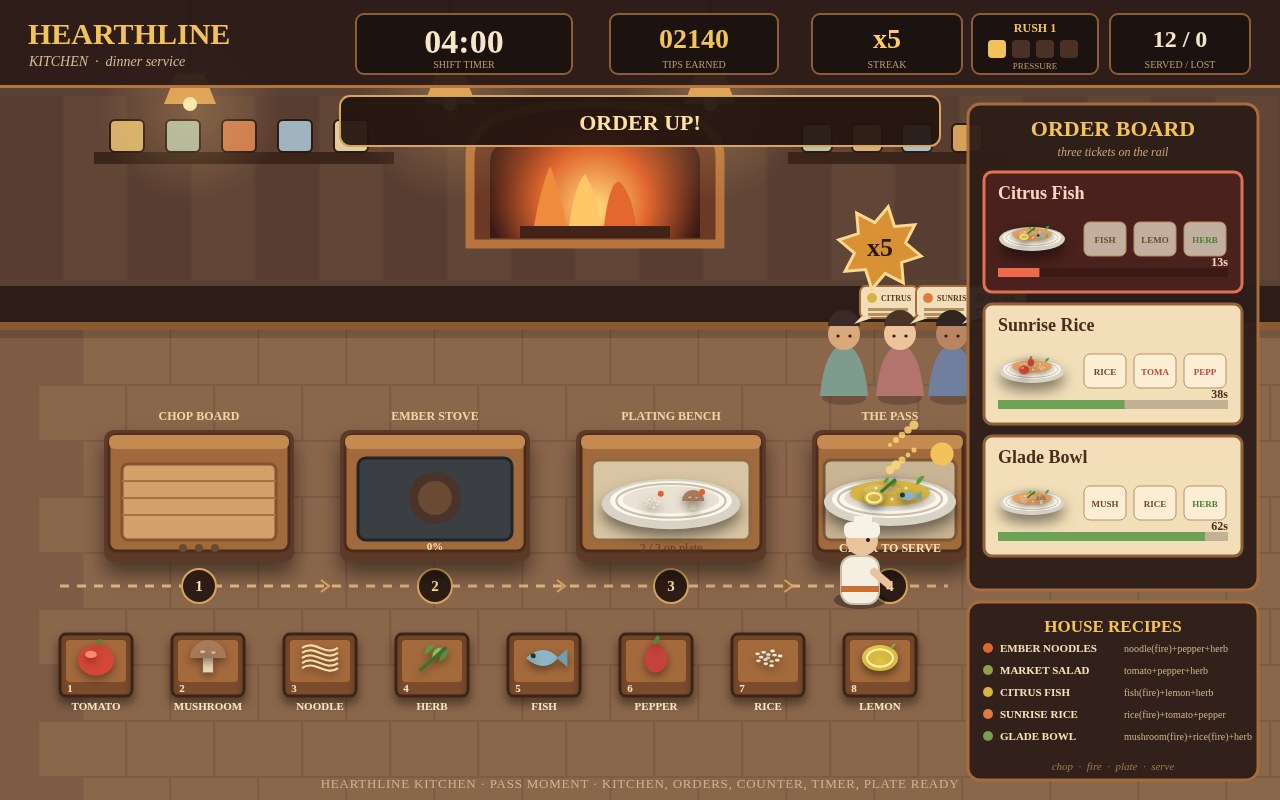 HEARTHLINE
KITCHEN · dinner service
04:00
SHIFT TIMER
02140
TIPS EARNED
x5
STREAK
RUSH 1
PRESSURE
12 / 0
SERVED / LOST
ORDER UP!
x5
CITRUS
SUNRIS
ORDER BOARD
three tickets on the rail
Citrus Fish
FISH
LEMO
HERB
13s
Sunrise Rice
RICE
TOMA
PEPP
38s
Glade Bowl
MUSH
RICE
HERB
62s
CHOP BOARD
EMBER STOVE
PLATING BENCH
THE PASS
0%
2 / 3 on plate
TO SERVE
1
2
3
4
1
2
3
4
5
6
7
8
TOMATO
MUSHROOM
NOODLE
HERB
FISH
PEPPER
RICE
LEMON
HOUSE RECIPES
EMBER NOODLES noodle(fire)+pepper+herb
MARKET SALAD tomato+pepper+herb
CITRUS FISH fish(fire)+lemon+herb
SUNRISE RICE rice(fire)+tomato+pepper
GLADE BOWL mushroom(fire)+rice(fire)+herb
chop · fire · plate · serve
HEARTHLINE KITCHEN · PASS MOMENT · KITCHEN, ORDERS, COUNTER, TIMER, PLATE READY